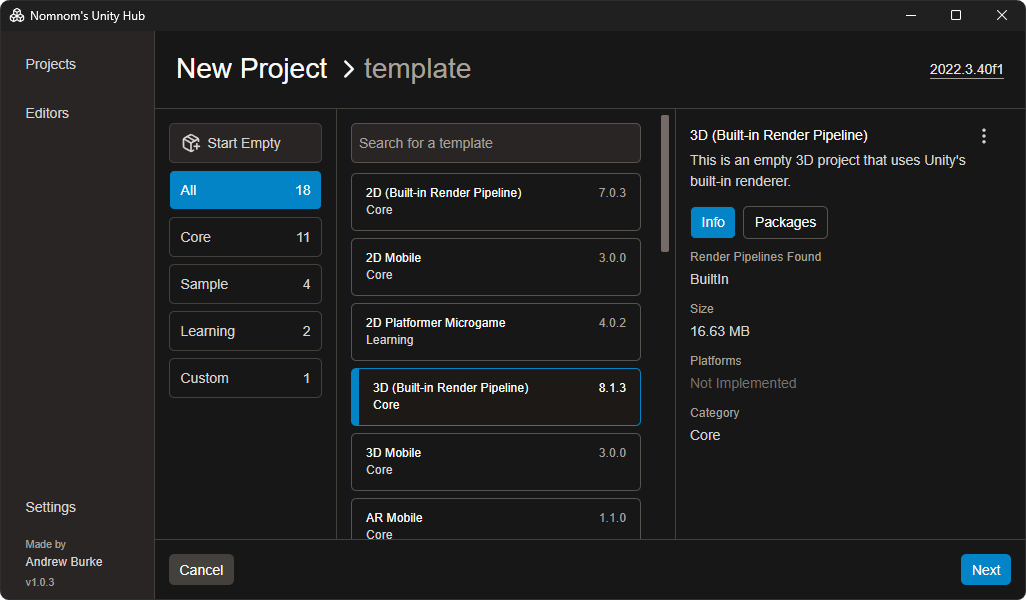 Nomnom's Unity Hub
Projects
Editors
Settings
Made by
Andrew Burke
v1.0.3
New Project > template
2022.3.40f1
Start Empty
All 18
Core 11
Sample 4
Learning 2
Custom 1
Search for a template
2D (Built-in Render Pipeline) 7.0.3
Core
2D Mobile 3.0.0
Core
2D Platformer Microgame 4.0.2
Learning
3D (Built-in Render Pipeline) 8.1.3
Core
3D Mobile 3.0.0
Core
AR Mobile 1.1.0
Core
3D (Built-in Render Pipeline)
This is an empty 3D project that uses Unity's
built-in renderer.
Info Packages
Render Pipelines Found
BuiltIn
Size
16.63 MB
Platforms
Not Implemented
Category
Core
Cancel
Next